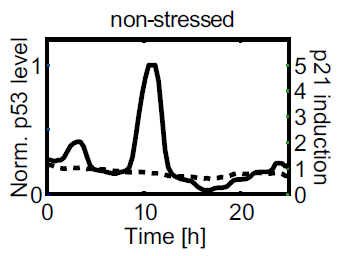 non-stressed
Norm. p53 level
1
0
5
4
3
2
1
0
p21 induction
0
10
20
Time [h]